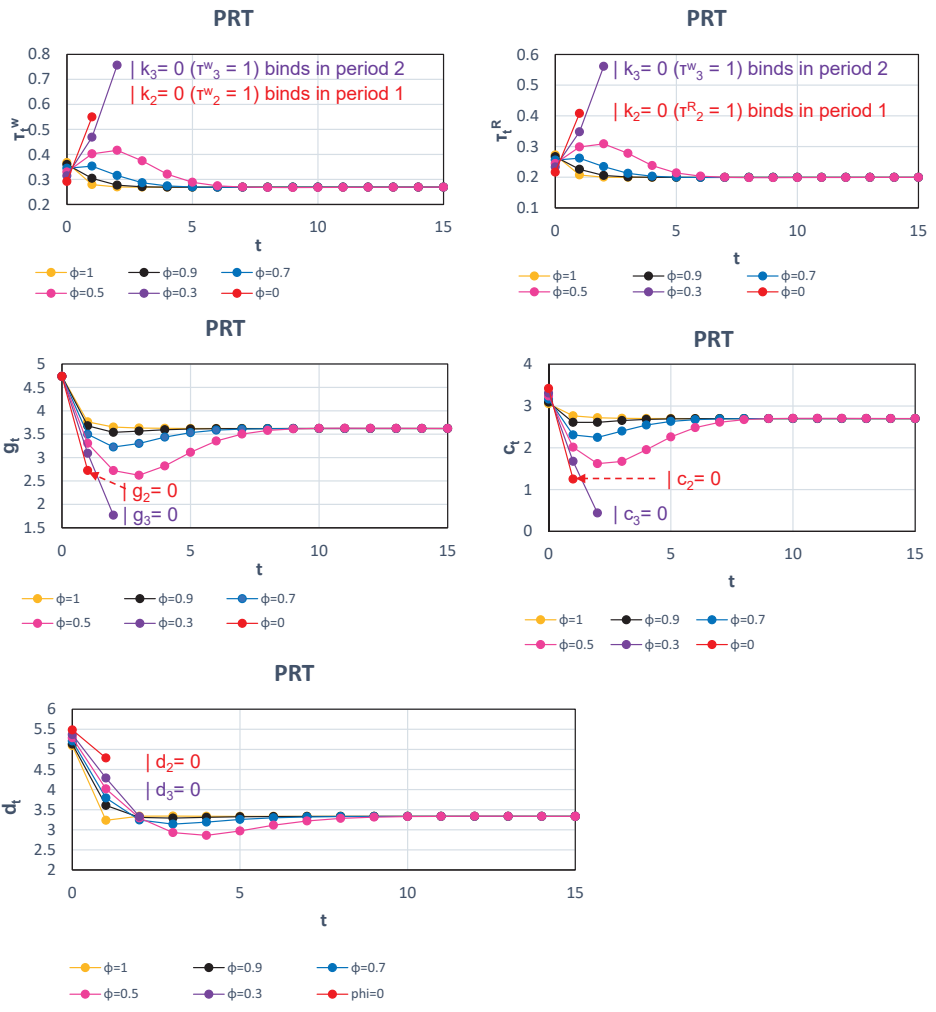 PRT
0.8
0.7
0.6
0.5
0.4
0.3
0.2
τₜʷ
| k₃= 0 (τʷ₃ = 1) binds in period 2
| k₂= 0 (τʷ₂ = 1) binds in period 1
0 5 10 15
t
ϕ=1 ϕ=0.9 ϕ=0.7
ϕ=0.5 ϕ=0.3 ϕ=0
PRT
0.6
0.5
0.4
0.3
0.2
0.1
τₜᴿ
| k₃= 0 (τʷ₃ = 1) binds in period 2
| k₂= 0 (τᴿ₂ = 1) binds in period 1
0 5 10 15
t
ϕ=1 ϕ=0.9 ϕ=0.7
ϕ=0.5 ϕ=0.3 ϕ=0
PRT
5
4.5
4
3.5
3
2.5
2
1.5
gₜ
| g₂= 0
| g₃= 0
0 5 10 15
t
ϕ=1 ϕ=0.9 ϕ=0.7
ϕ=0.5 ϕ=0.3 ϕ=0
PRT
4
3
2
1
0
cₜ
| c₂= 0
| c₃= 0
0 5 10 15
t
ϕ=1 ϕ=0.9 ϕ=0.7
ϕ=0.5 ϕ=0.3 ϕ=0
PRT
6
5.5
5
4.5
4
3.5
3
2.5
2
dₜ
| d₂= 0
| d₃= 0
0 5 10 15
t
ϕ=1 ϕ=0.9 ϕ=0.7
ϕ=0.5 ϕ=0.3 phi=0